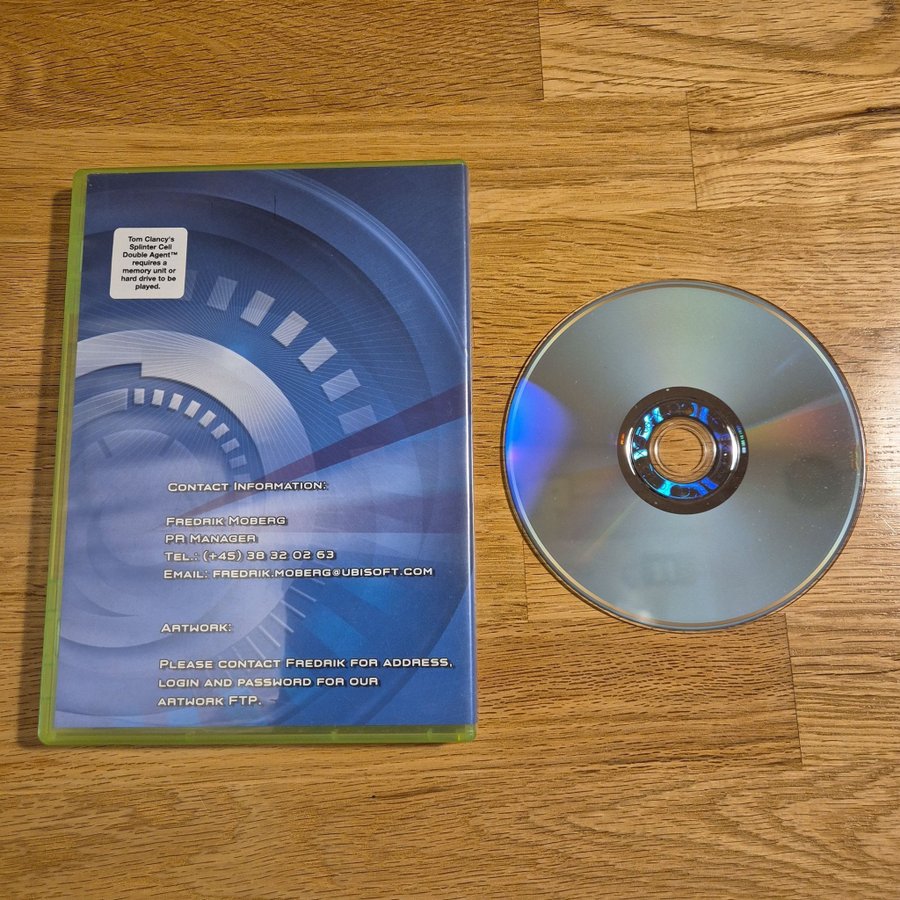 Tom Clancy's
Splinter Cell
Double Agent™
requires a
memory unit or
hard drive to be
played.
Contact Information:
Fredrik Moberg
PR Manager
Tel.: (+45) 38 32 02 63
Email: fredrik.moberg@ubisoft.com
Artwork:
Please contact Fredrik for address,
login and password for our
artwork FTP.